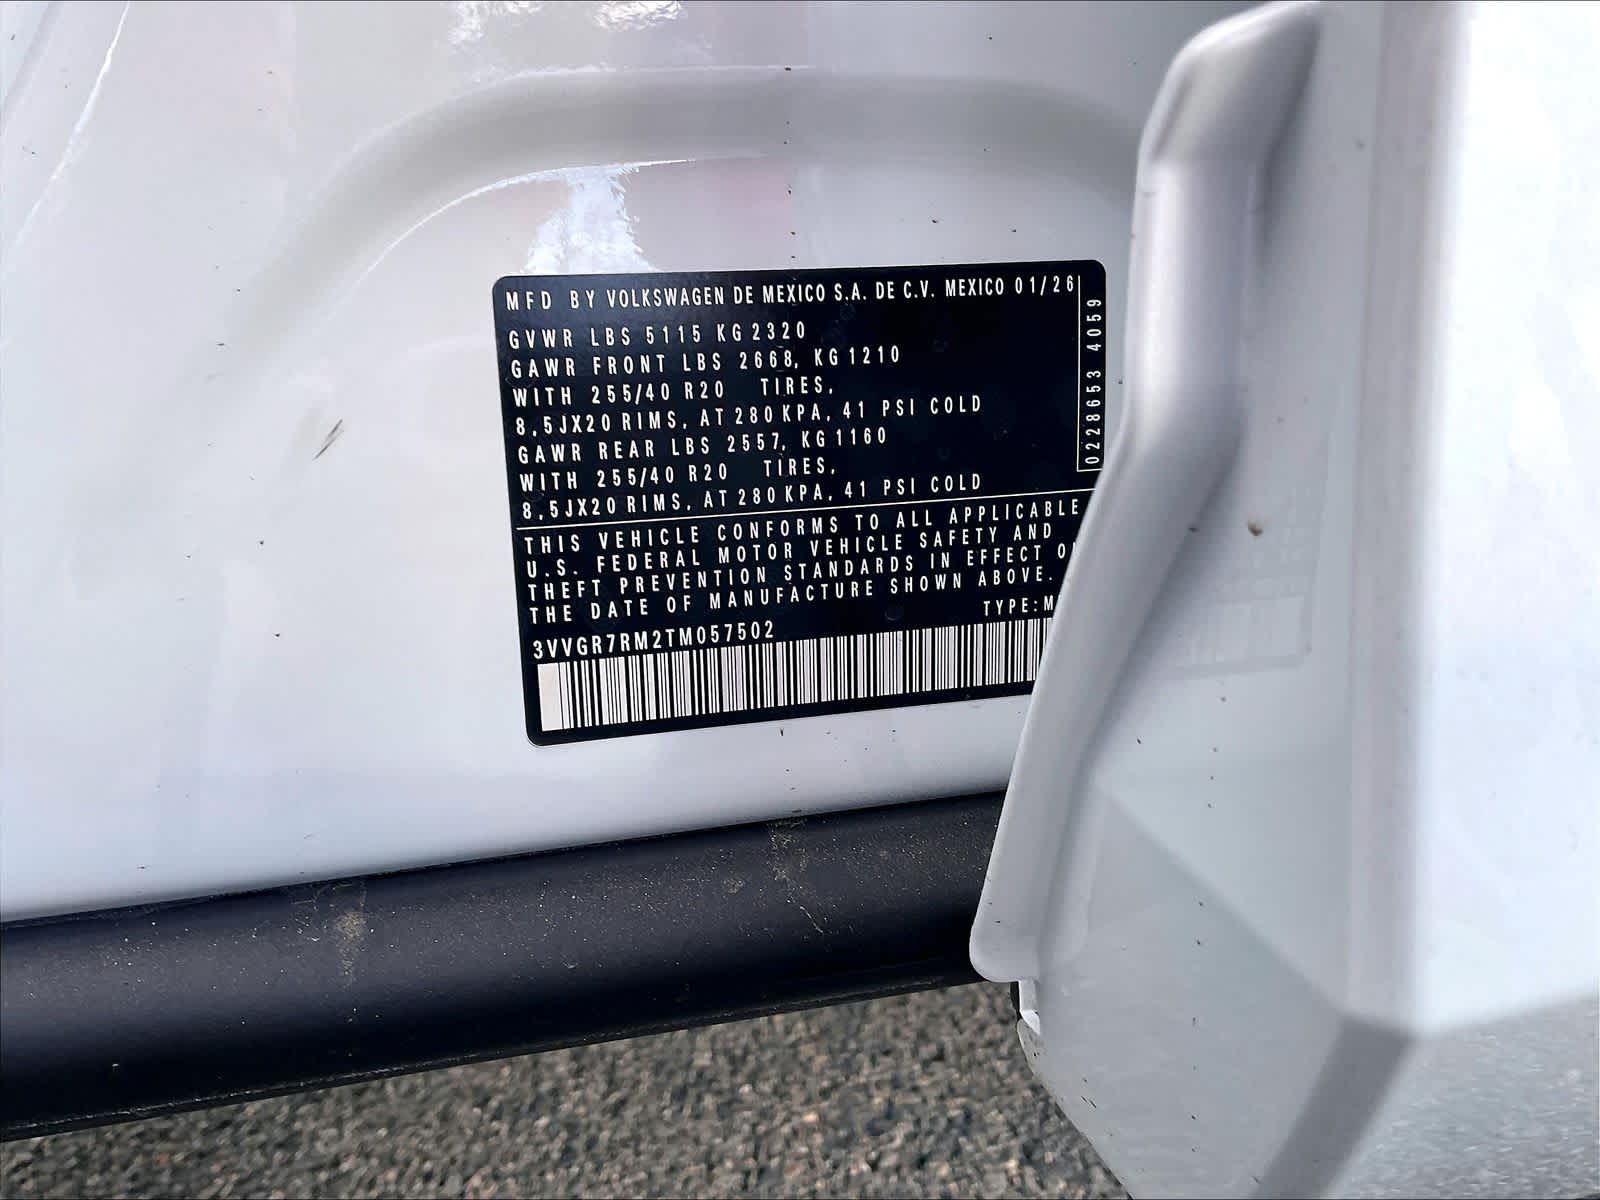 MFD BY VOLKSWAGEN DE MEXICO S.A. DE C.V. MEXICO 01/26
GVWR LBS 5115 KG 2320
GAWR FRONT LBS 2668, KG 1210
WITH 255/40 R20 TIRES,
8,5JX20 RIMS, AT 280 KPA, 41 PSI COLD
GAWR REAR LBS 2557, KG 1160
WITH 255/40 R20 TIRES,
8,5JX20 RIMS, AT 280 KPA, 41 PSI COLD
0228653 4059
THIS VEHICLE CONFORMS TO ALL APPLICABLE
U.S. FEDERAL MOTOR VEHICLE SAFETY AND
THEFT PREVENTION STANDARDS IN EFFECT
THE DATE OF MANUFACTURE SHOWN ABOVE.
TYPE:
3VVGR7RM2TM057502